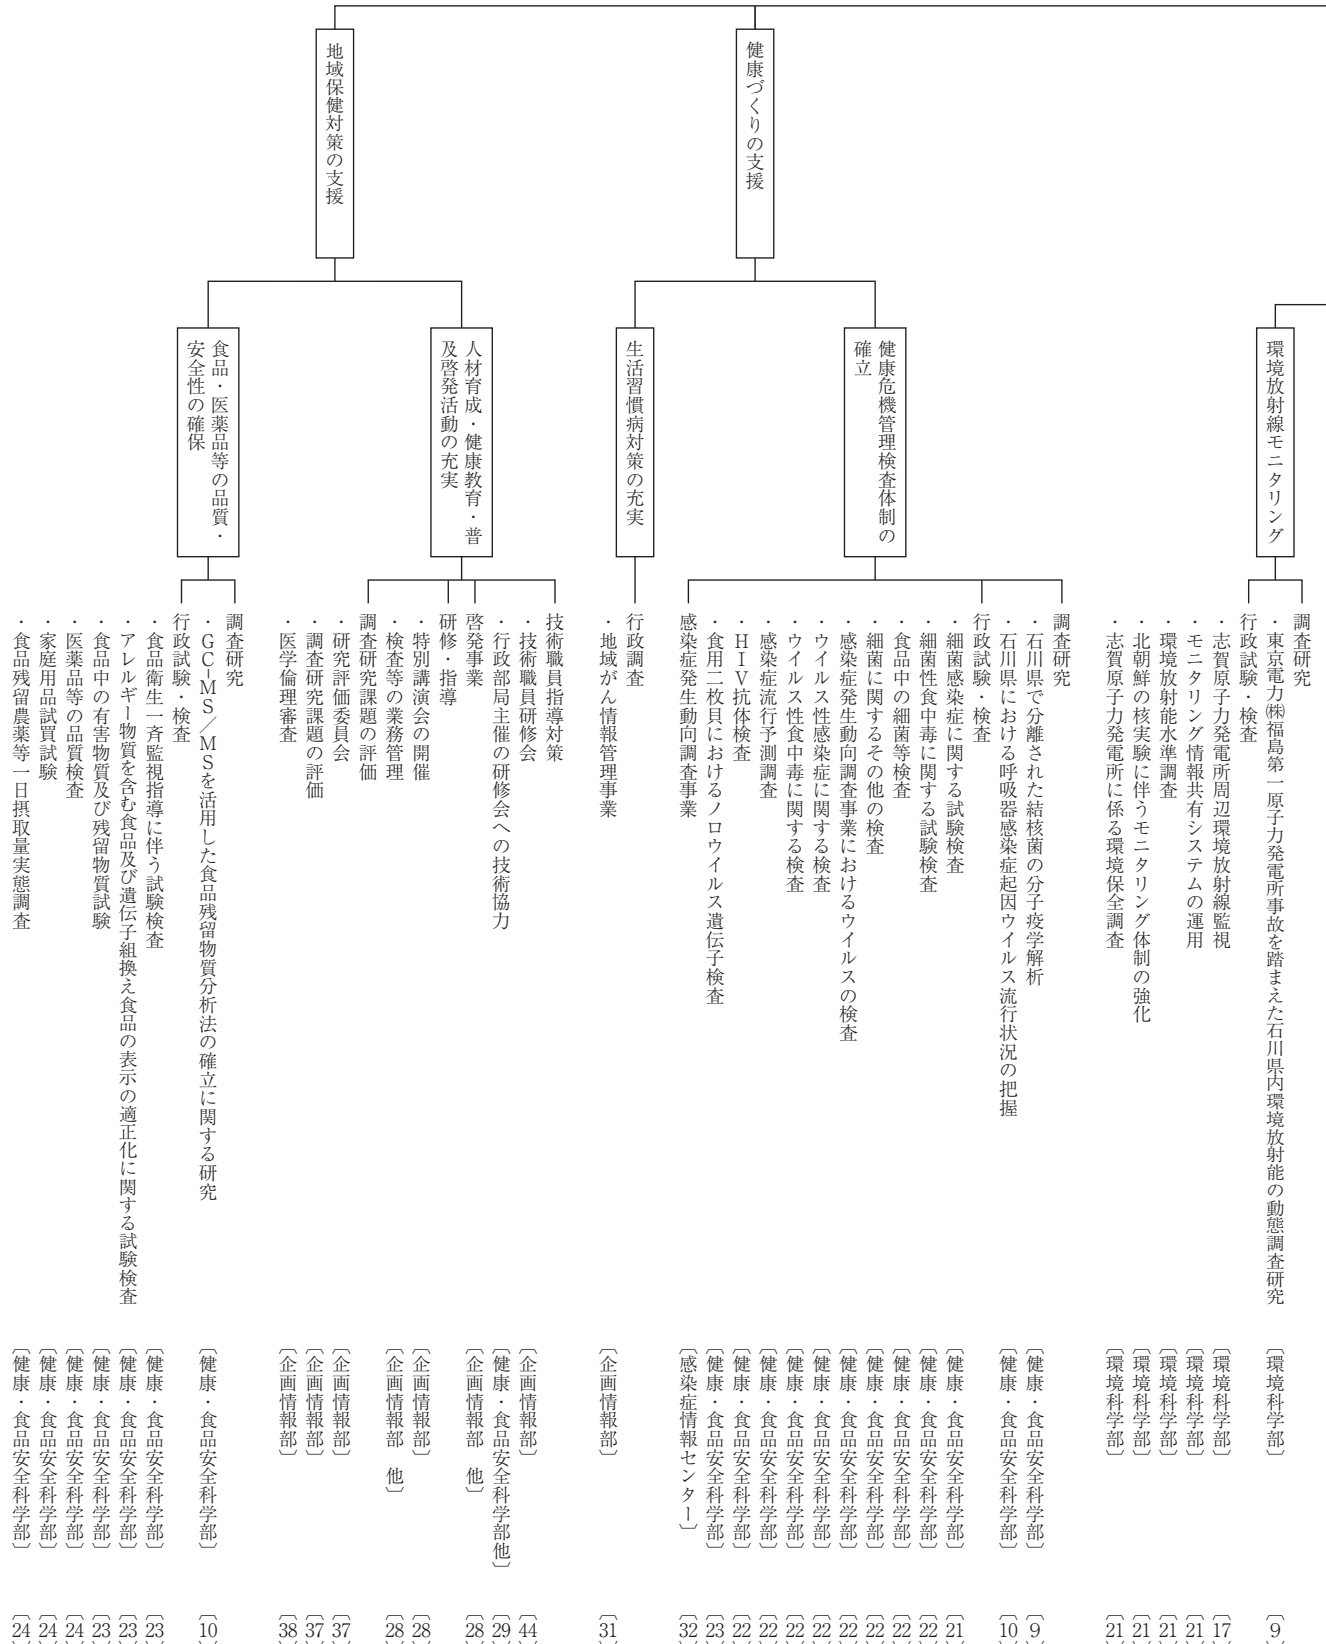 環境放射線モニタリング
調査研究
・東京電力㈱福島第一原子力発電所事故を踏まえた石川県内環境放射能の動態調査研究 〔環境科学部〕 〔9〕
行政試験・検査
・志賀原子力発電所周辺環境放射線監視 〔環境科学部〕 〔17〕
・モニタリング情報共有システムの運用 〔環境科学部〕 〔21〕
・環境放射能水準調査 〔環境科学部〕 〔21〕
・北朝鮮の核実験に伴うモニタリング体制の強化 〔環境科学部〕 〔21〕
・志賀原子力発電所に係る環境保全調査 〔環境科学部〕 〔21〕
健康づくりの支援
健康危機管理検査体制の
確立
調査研究
・石川県で分離された結核菌の分子疫学解析 〔健康・食品安全科学部〕 〔9〕
・石川県における呼吸器感染症起因ウイルス流行状況の把握 〔健康・食品安全科学部〕 〔10〕
行政試験・検査
・細菌感染症に関する試験検査 〔健康・食品安全科学部〕 〔21〕
・細菌性食中毒に関する試験検査 〔健康・食品安全科学部〕 〔22〕
・食品中の細菌等検査 〔健康・食品安全科学部〕 〔22〕
・細菌に関するその他の検査 〔健康・食品安全科学部〕 〔22〕
・感染症発生動向調査事業におけるウイルスの検査 〔健康・食品安全科学部〕 〔22〕
・ウイルス性感染症に関する検査 〔健康・食品安全科学部〕 〔22〕
・ウイルス性食中毒に関する検査 〔健康・食品安全科学部〕 〔22〕
・感染症流行予測調査 〔健康・食品安全科学部〕 〔22〕
・ＨＩＶ抗体検査 〔健康・食品安全科学部〕 〔22〕
・食用二枚貝におけるノロウイルス遺伝子検査 〔健康・食品安全科学部〕 〔23〕
感染症発生動向調査事業 〔感染症情報センター〕 〔32〕
生活習慣病対策の充実
行政調査
・地域がん情報管理事業 〔企画情報部〕 〔31〕
地域保健対策の支援
人材育成・健康教育・普
及啓発活動の充実
技術職員指導対策
・技術職員研修会 〔企画情報部〕 〔44〕
・行政部局主催の研修会への技術協力 〔健康・食品安全科学部他〕 〔29〕
啓発事業 〔企画情報部　他〕 〔28〕
研修・指導
・特別講演会の開催 〔企画情報部〕 〔28〕
・検査等の業務管理 〔企画情報部　他〕 〔28〕
調査研究課題の評価
・研究評価委員会 〔企画情報部〕 〔37〕
・調査研究課題の評価 〔企画情報部〕 〔37〕
・医学倫理審査 〔企画情報部〕 〔38〕
食品・医薬品等の品質・
安全性の確保
調査研究
・ＧＣ-ＭＳ／ＭＳを活用した食品残留物質分析法の確立に関する研究 〔健康・食品安全科学部〕 〔10〕
行政試験・検査
・食品衛生一斉監視指導に伴う試験検査 〔健康・食品安全科学部〕 〔23〕
・アレルギー物質を含む食品及び遺伝子組換え食品の表示の適正化に関する試験検査 〔健康・食品安全科学部〕 〔23〕
・食品中の有害物質及び残留物質試験 〔健康・食品安全科学部〕 〔23〕
・医薬品等の品質検査 〔健康・食品安全科学部〕 〔24〕
・家庭用品試買試験 〔健康・食品安全科学部〕 〔24〕
・食品残留農薬等一日摂取量実態調査 〔健康・食品安全科学部〕 〔24〕